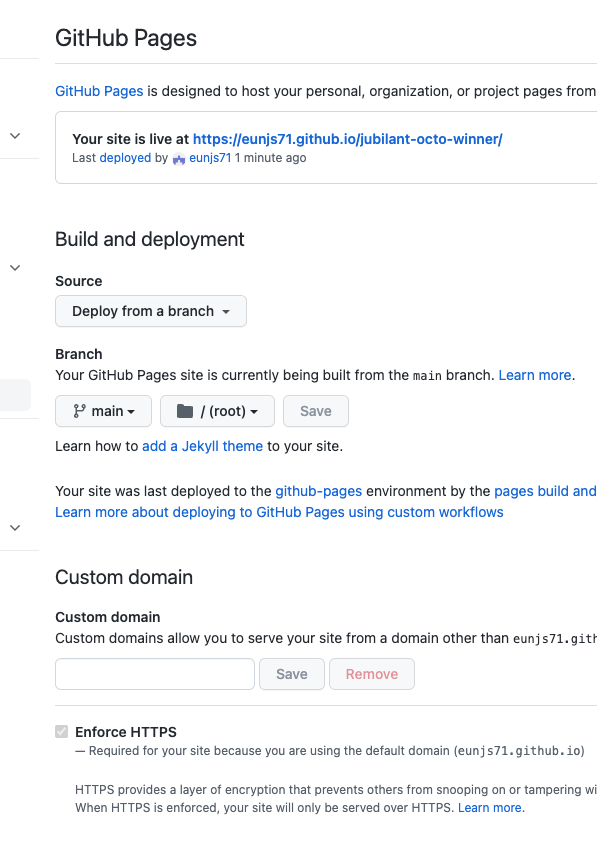 GitHub Pages
GitHub Pages is designed to host your personal, organization, or project pages from
Your site is live at https://eunjs71.github.io/jubilant-octo-winner/
Last deployed by eunjs71 1 minute ago
Build and deployment
Source
Deploy from a branch
Branch
Your GitHub Pages site is currently being built from the main branch. Learn more.
main / (root) Save
Learn how to add a Jekyll theme to your site.
Your site was last deployed to the github-pages environment by the pages build and
Learn more about deploying to GitHub Pages using custom workflows
Custom domain
Custom domain
Custom domains allow you to serve your site from a domain other than eunjs71.gith
Save Remove
Enforce HTTPS
— Required for your site because you are using the default domain (eunjs71.github.io)
HTTPS provides a layer of encryption that prevents others from snooping on or tampering wi
When HTTPS is enforced, your site will only be served over HTTPS. Learn more.